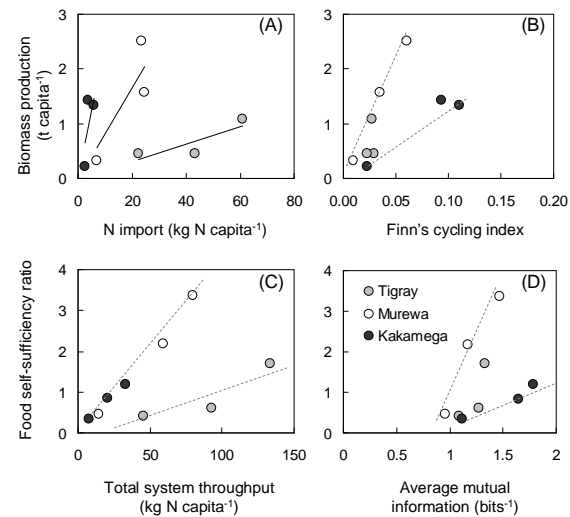 3
(A)
(B)
2
1
0
0 20 40 60 80
0.00 0.05 0.10 0.15 0.20
Biomass production
(t capita⁻¹)
N import (kg N capita⁻¹)
Finn's cycling index
4
(C)
(D)
3
2
1
0
Tigray
Murewa
Kakamega
0 50 100 150
0 0.5 1 1.5 2
Food self-sufficiency ratio
Total system throughput
(kg N capita⁻¹)
Average mutual
information (bits⁻¹)